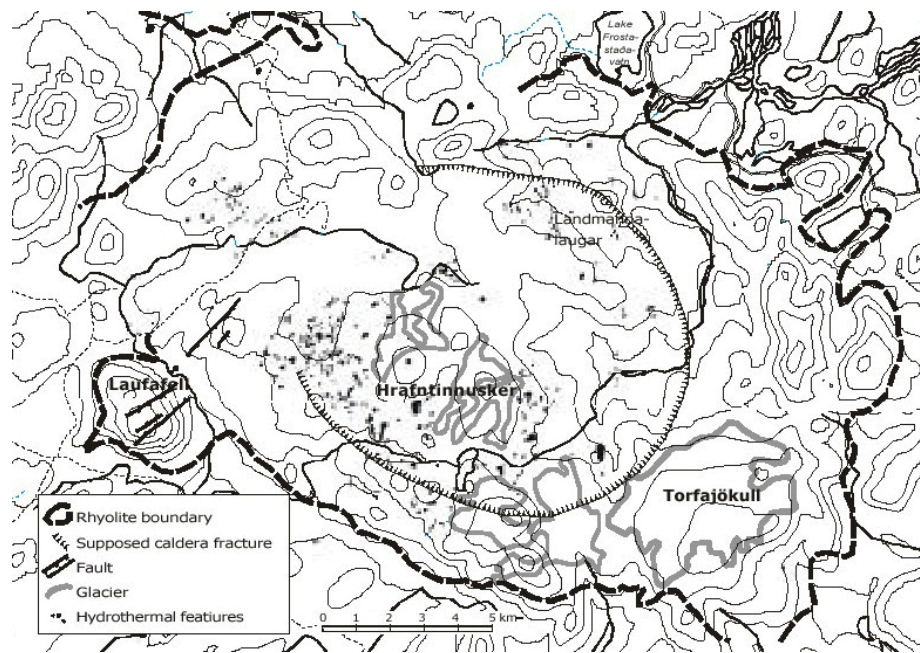 Lake
Frosta-
staða-
vatn
Landmanna-
laugar
Laufafell
Hrafntinnusker
Torfajökull
Rhyolite boundary
Supposed caldera fracture
Fault
Glacier
Hydrothermal featiures
0 1 2 3 4 5 km